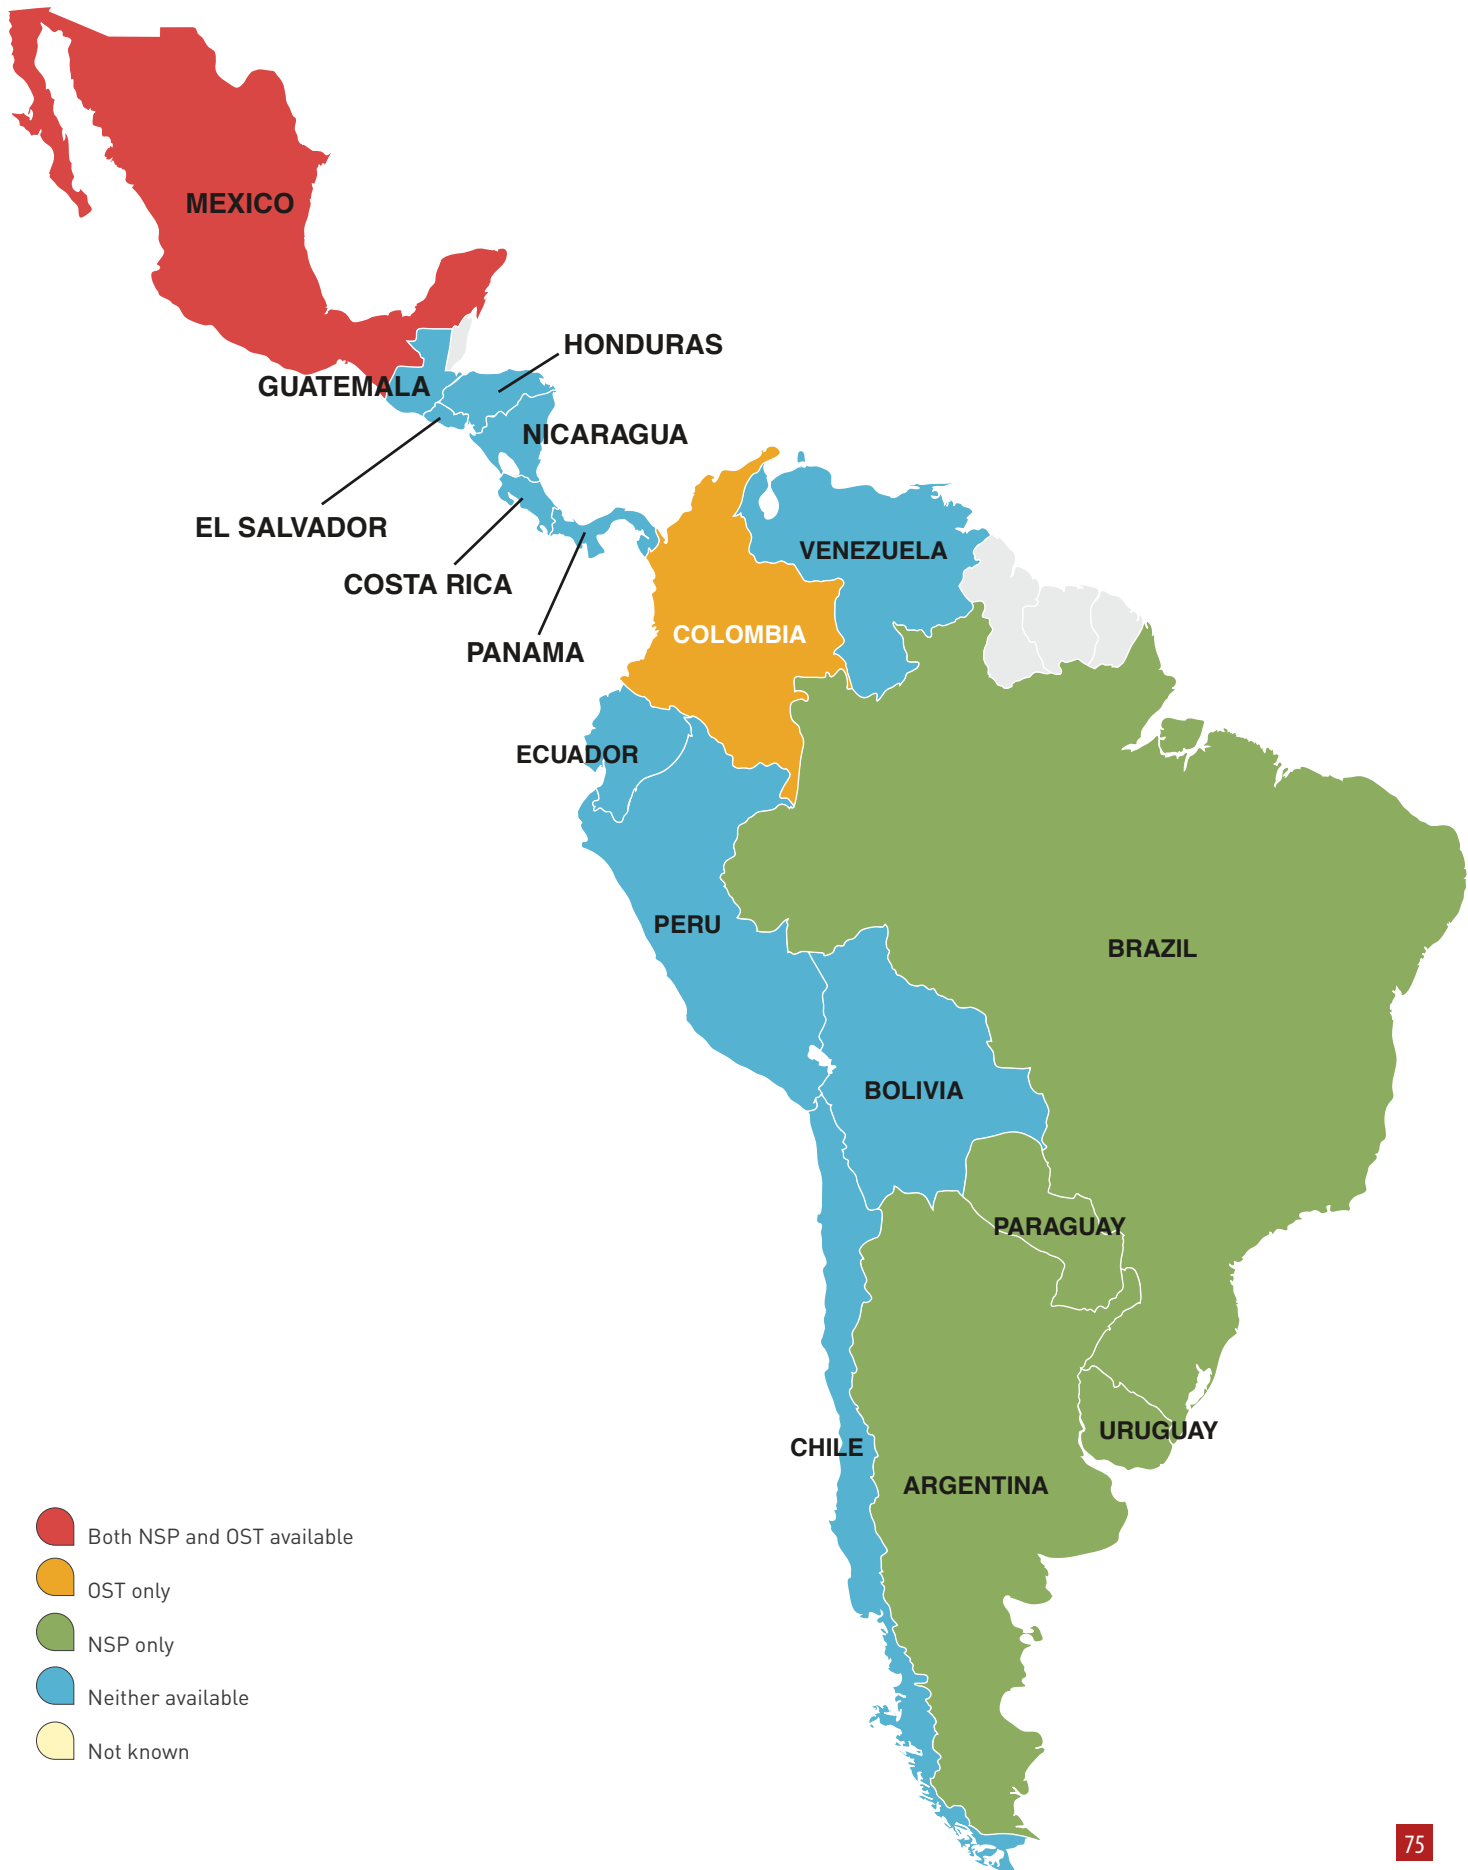 MEXICO
HONDURAS
GUATEMALA
NICARAGUA
EL SALVADOR
VENEZUELA
COSTA RICA
COLOMBIA
PANAMA
ECUADOR
PERU
BRAZIL
BOLIVIA
PARAGUAY
URUGUAY
CHILE
ARGENTINA
Both NSP and OST available
OST only
NSP only
Neither available
Not known
75